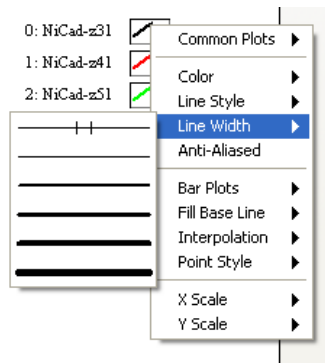 0: NiCad-z31
1: NiCad-z41
2: NiCad-z51
Common Plots
Color
Line Style
Line Width
Anti-Aliased
Bar Plots
Fill Base Line
Interpolation
Point Style
X Scale
Y Scale